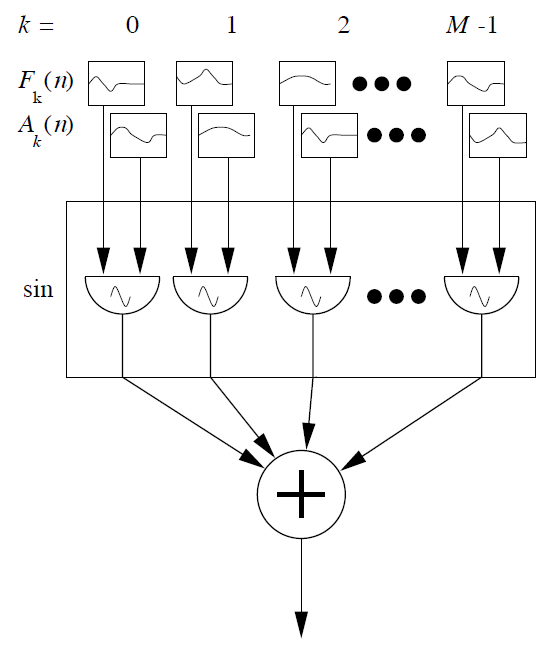 k = 0 1 2 M -1
F_k(n)
A_k(n)
sin